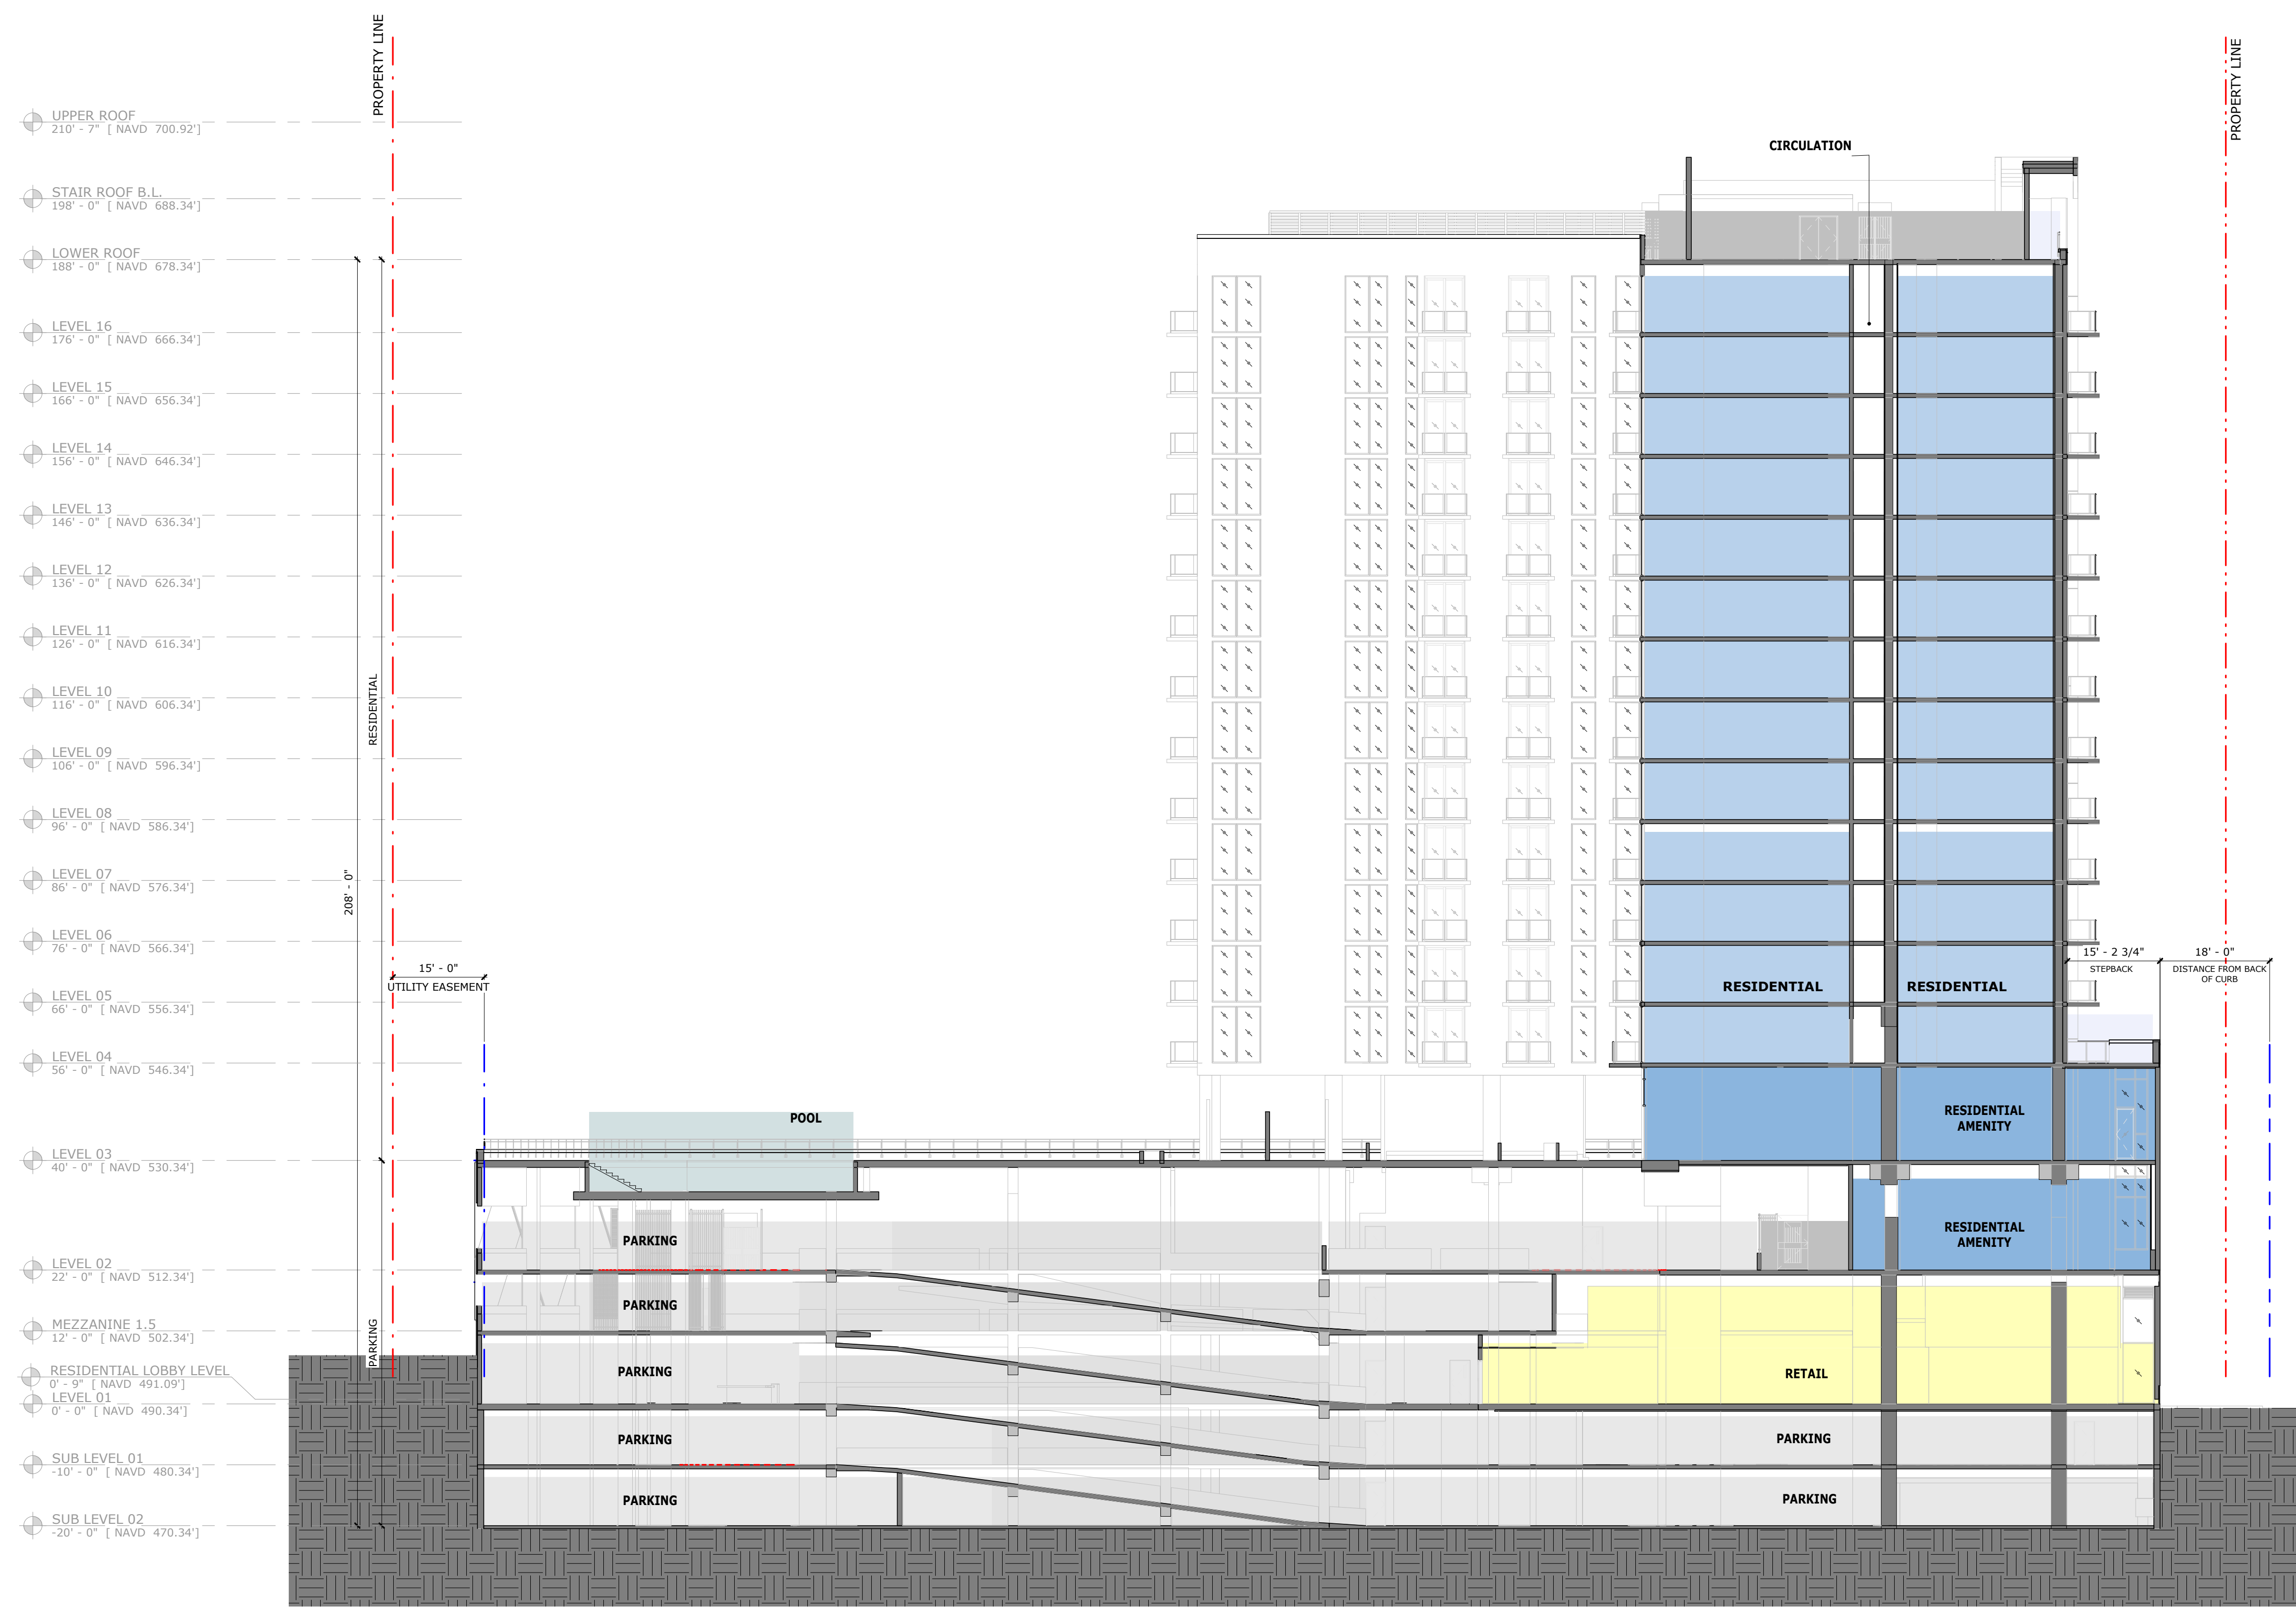 PROPERTY LINE
PROPERTY LINE
UPPER ROOF
210' - 7" [ NAVD 700.92']
CIRCULATION
STAIR ROOF B.L.
198' - 0" [ NAVD 688.34']
LOWER ROOF
188' - 0" [ NAVD 678.34']
LEVEL 16
176' - 0" [ NAVD 666.34']
LEVEL 15
166' - 0" [ NAVD 656.34']
LEVEL 14
156' - 0" [ NAVD 646.34']
LEVEL 13
146' - 0" [ NAVD 636.34']
LEVEL 12
136' - 0" [ NAVD 626.34']
LEVEL 11
126' - 0" [ NAVD 616.34']
LEVEL 10
116' - 0" [ NAVD 606.34']
RESIDENTIAL
LEVEL 09
106' - 0" [ NAVD 596.34']
LEVEL 08
96' - 0" [ NAVD 586.34']
LEVEL 07
86' - 0" [ NAVD 576.34']
208' - 0"
LEVEL 06
76' - 0" [ NAVD 566.34']
15' - 0"
UTILITY EASEMENT
15' - 2 3/4"
STEPBACK
18' - 0"
DISTANCE FROM BACK
OF CURB
LEVEL 05
66' - 0" [ NAVD 556.34']
RESIDENTIAL
RESIDENTIAL
LEVEL 04
56' - 0" [ NAVD 546.34']
POOL
RESIDENTIAL
AMENITY
LEVEL 03
40' - 0" [ NAVD 530.34']
PARKING
RESIDENTIAL
AMENITY
LEVEL 02
22' - 0" [ NAVD 512.34']
PARKING
MEZZANINE 1.5
12' - 0" [ NAVD 502.34']
PARKING
RESIDENTIAL LOBBY LEVEL
0' - 9" [ NAVD 491.09']
PARKING
RETAIL
LEVEL 01
0' - 0" [ NAVD 490.34']
PARKING
PARKING
SUB LEVEL 01
-10' - 0" [ NAVD 480.34']
PARKING
PARKING
SUB LEVEL 02
-20' - 0" [ NAVD 470.34']